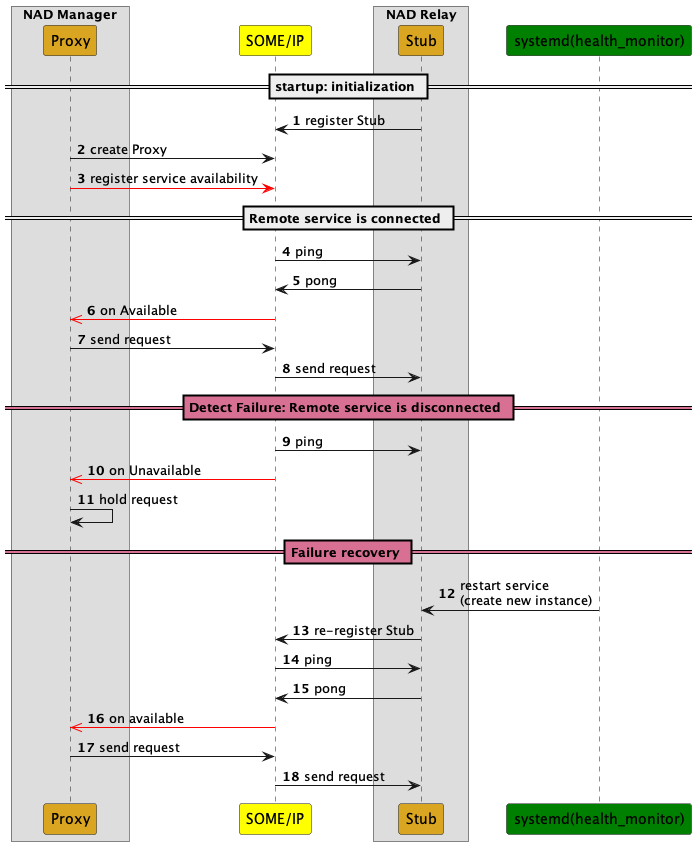 NAD Manager
NAD Relay
Proxy
SOME/IP
Stub
systemd(health_monitor)
startup: initialization
1 register Stub
2 create Proxy
3 register service availability
Remote service is connected
4 ping
5 pong
6 on Available
7 send request
8 send request
Detect Failure: Remote service is disconnected
9 ping
10 on Unavailable
11 hold request
Failure recovery
12 restart service
(create new instance)
13 re-register Stub
14 ping
15 pong
16 on available
17 send request
18 send request
Proxy
SOME/IP
Stub
systemd(health_monitor)